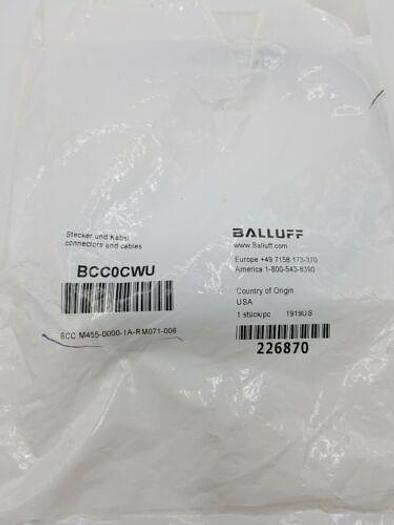 Stecker und Kabel
connectors and cables
BCC0CWU
BCC M455-0000-1A-RM071-006
BALLUFF
www.Balluff.com
Europe +49 7158 173-370
America 1-800-543-8390
Country of Origin
USA
1 stück/pc 1919US
226870